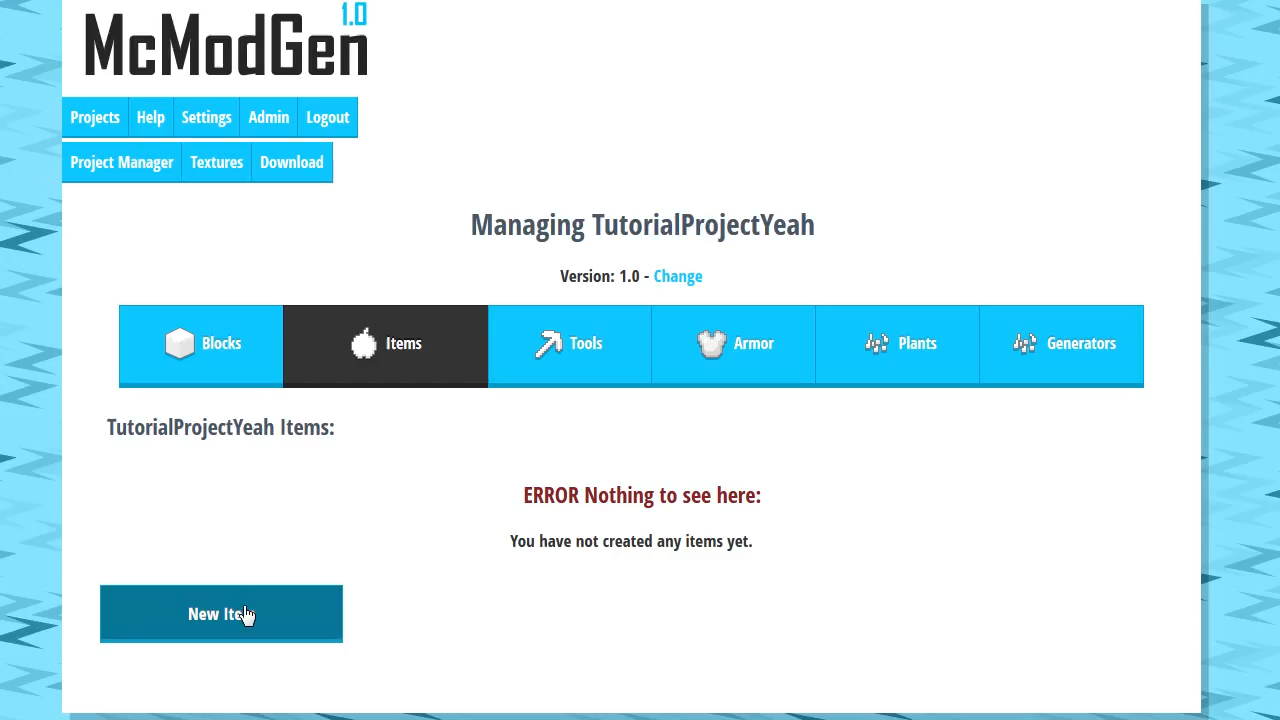 1.0
McModGen
Projects Help Settings Admin Logout
Project Manager Textures Download
Managing TutorialProjectYeah
Version: 1.0 - Change
Blocks Items Tools Armor Plants Generators
TutorialProjectYeah Items:
ERROR Nothing to see here:
You have not created any items yet.
New Item